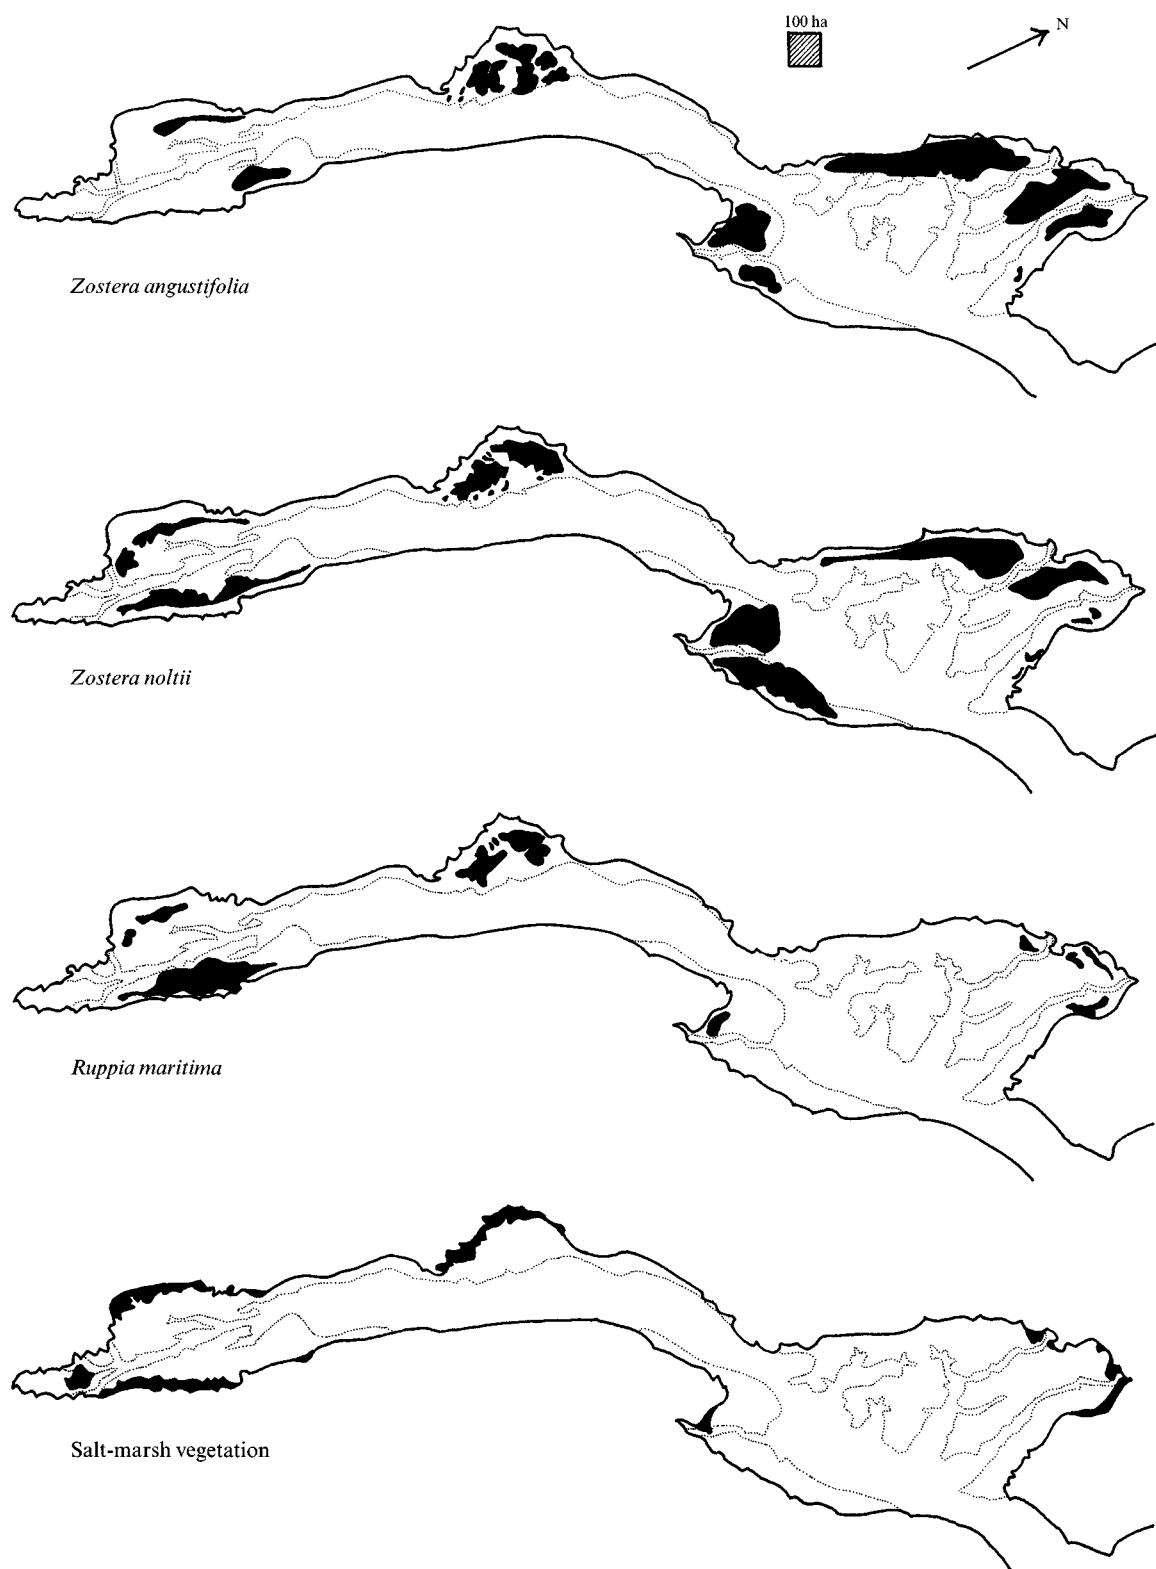 100 ha
N
Zostera angustifolia
Zostera noltii
Ruppia maritima
Salt-marsh vegetation